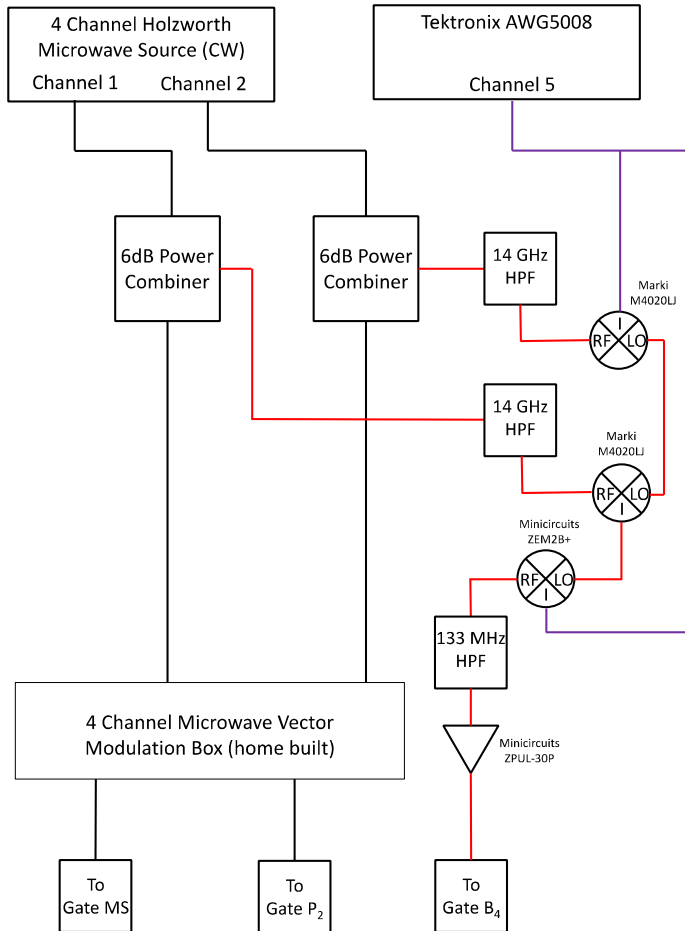 4 Channel Holzworth
Microwave Source (CW)
Channel 1
Channel 2
Tektronix AWG5008
Channel 5
6dB Power
Combiner
6dB Power
Combiner
14 GHz
HPF
Marki
M4020LJ
I
RF
LO
14 GHz
HPF
Marki
M4020LJ
RF
LO
I
Minicircuits
ZEM2B+
RF
LO
I
133 MHz
HPF
4 Channel Microwave Vector
Modulation Box (home built)
Minicircuits
ZPUL-30P
To
Gate MS
To
Gate P₂
To
Gate B₄